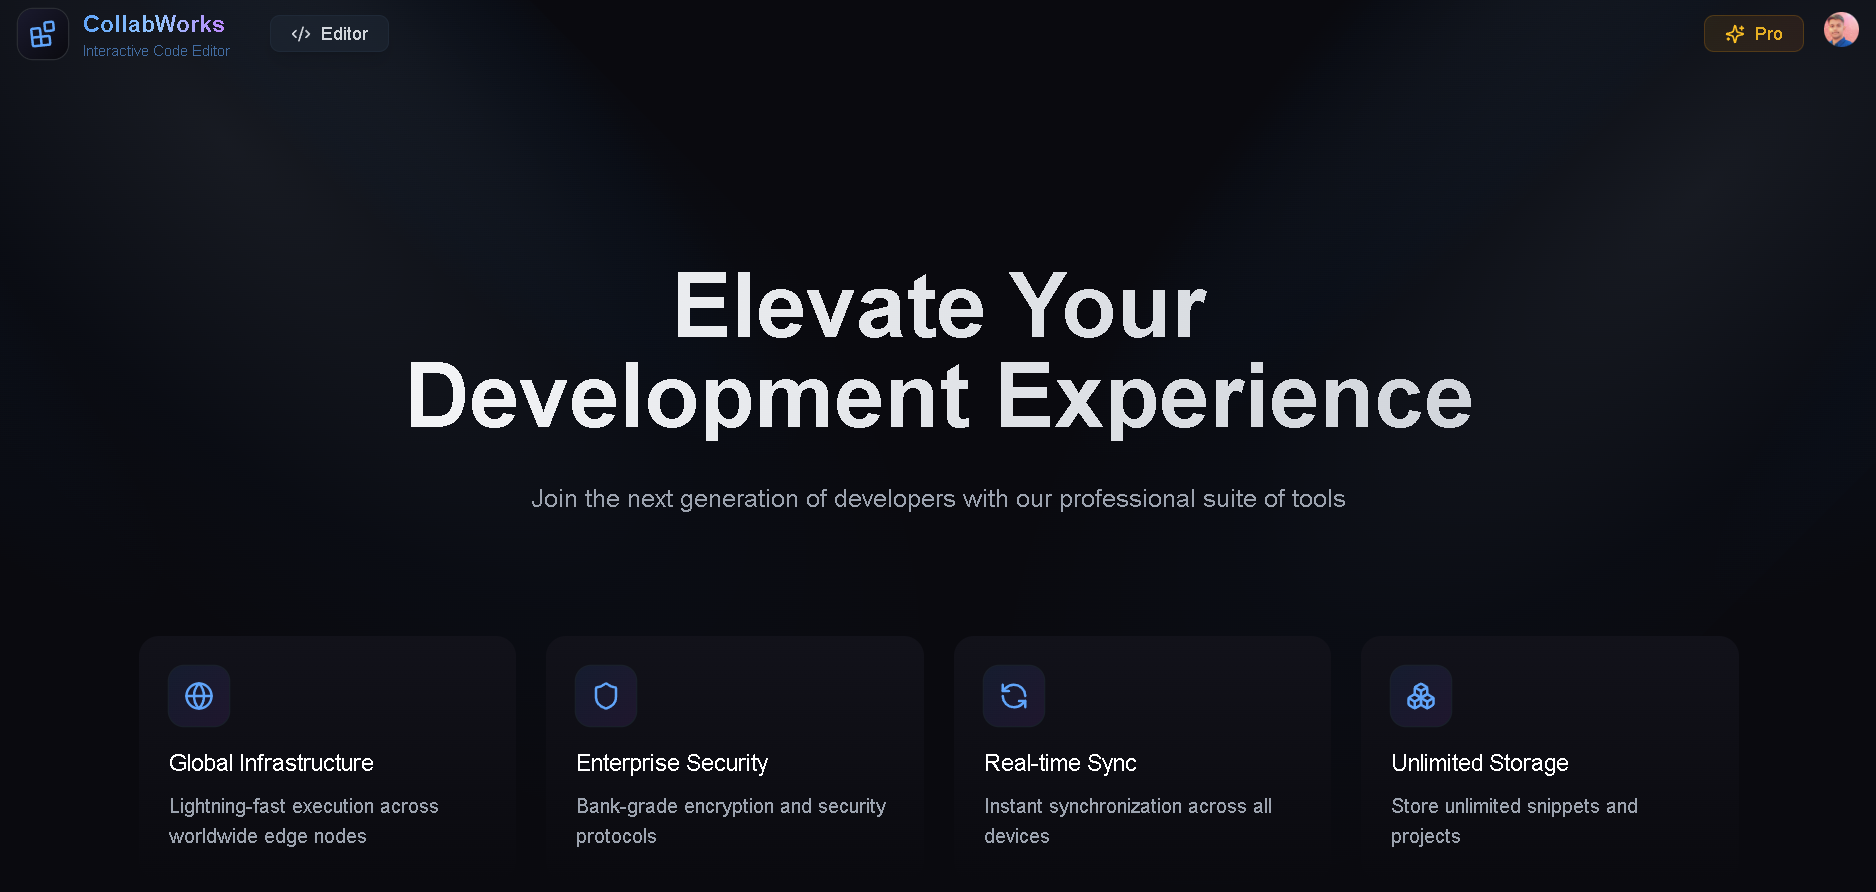 CollabWorks
Interactive Code Editor
</> Editor
Pro
Elevate Your
Development Experience
Join the next generation of developers with our professional suite of tools
Global Infrastructure
Lightning-fast execution across
worldwide edge nodes
Enterprise Security
Bank-grade encryption and security
protocols
Real-time Sync
Instant synchronization across all
devices
Unlimited Storage
Store unlimited snippets and
projects